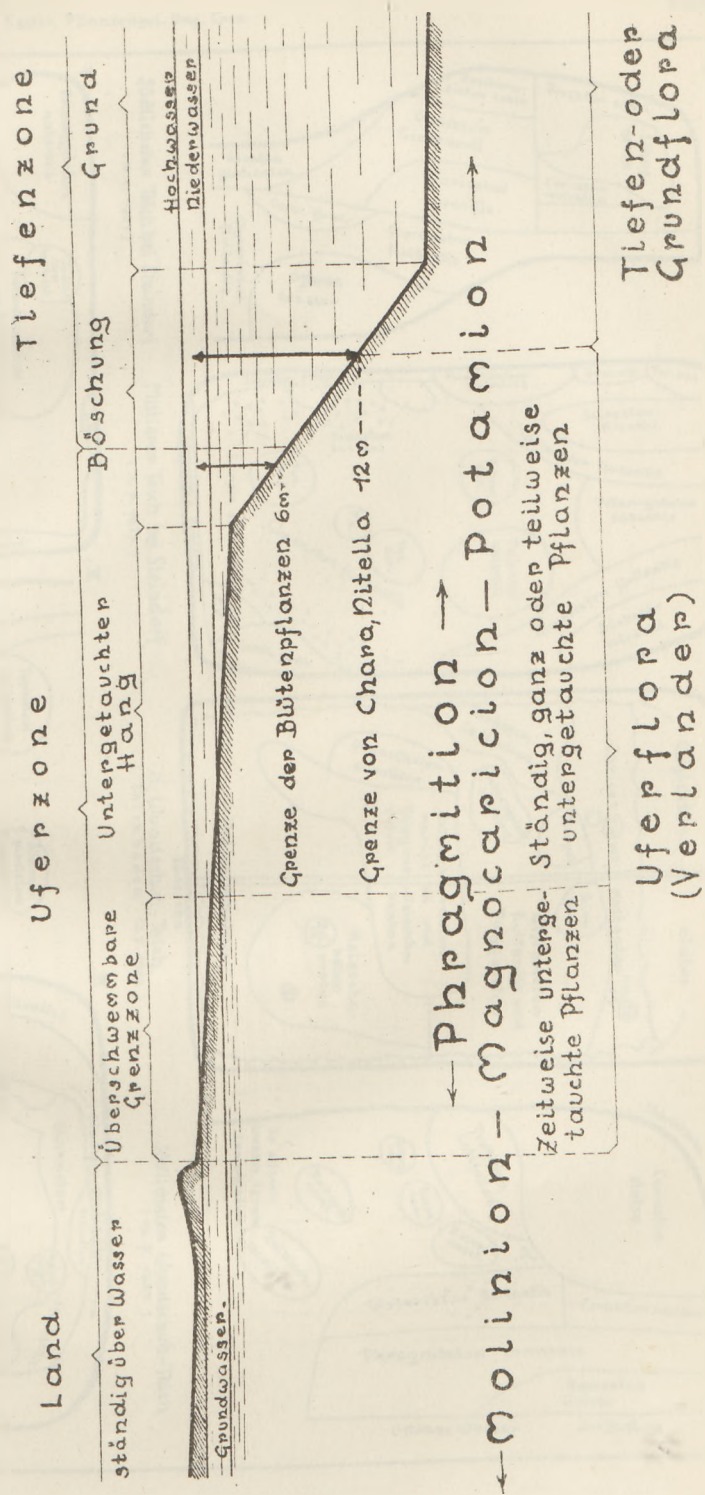 Land
Uferzone
Tiefenzone
ständig über Wasser
Überschwemmbare
Grenzzone
Untergetauchter
Hang
Böschung
Grund
Hochwasser
Niederwasser
Grundwasser.
Grenze der Blütenpflanzen 6m
Grenze von Chara, Nitella 12m
← Phragmition →
← Molinion – Magnocaricion – Potamion →
Zeitweise unterge-
tauchte Pflanzen
Ständig, ganz oder teilweise
untergetauchte Pflanzen
Uferflora
(Verlander)
Tiefen- oder
Grundflora